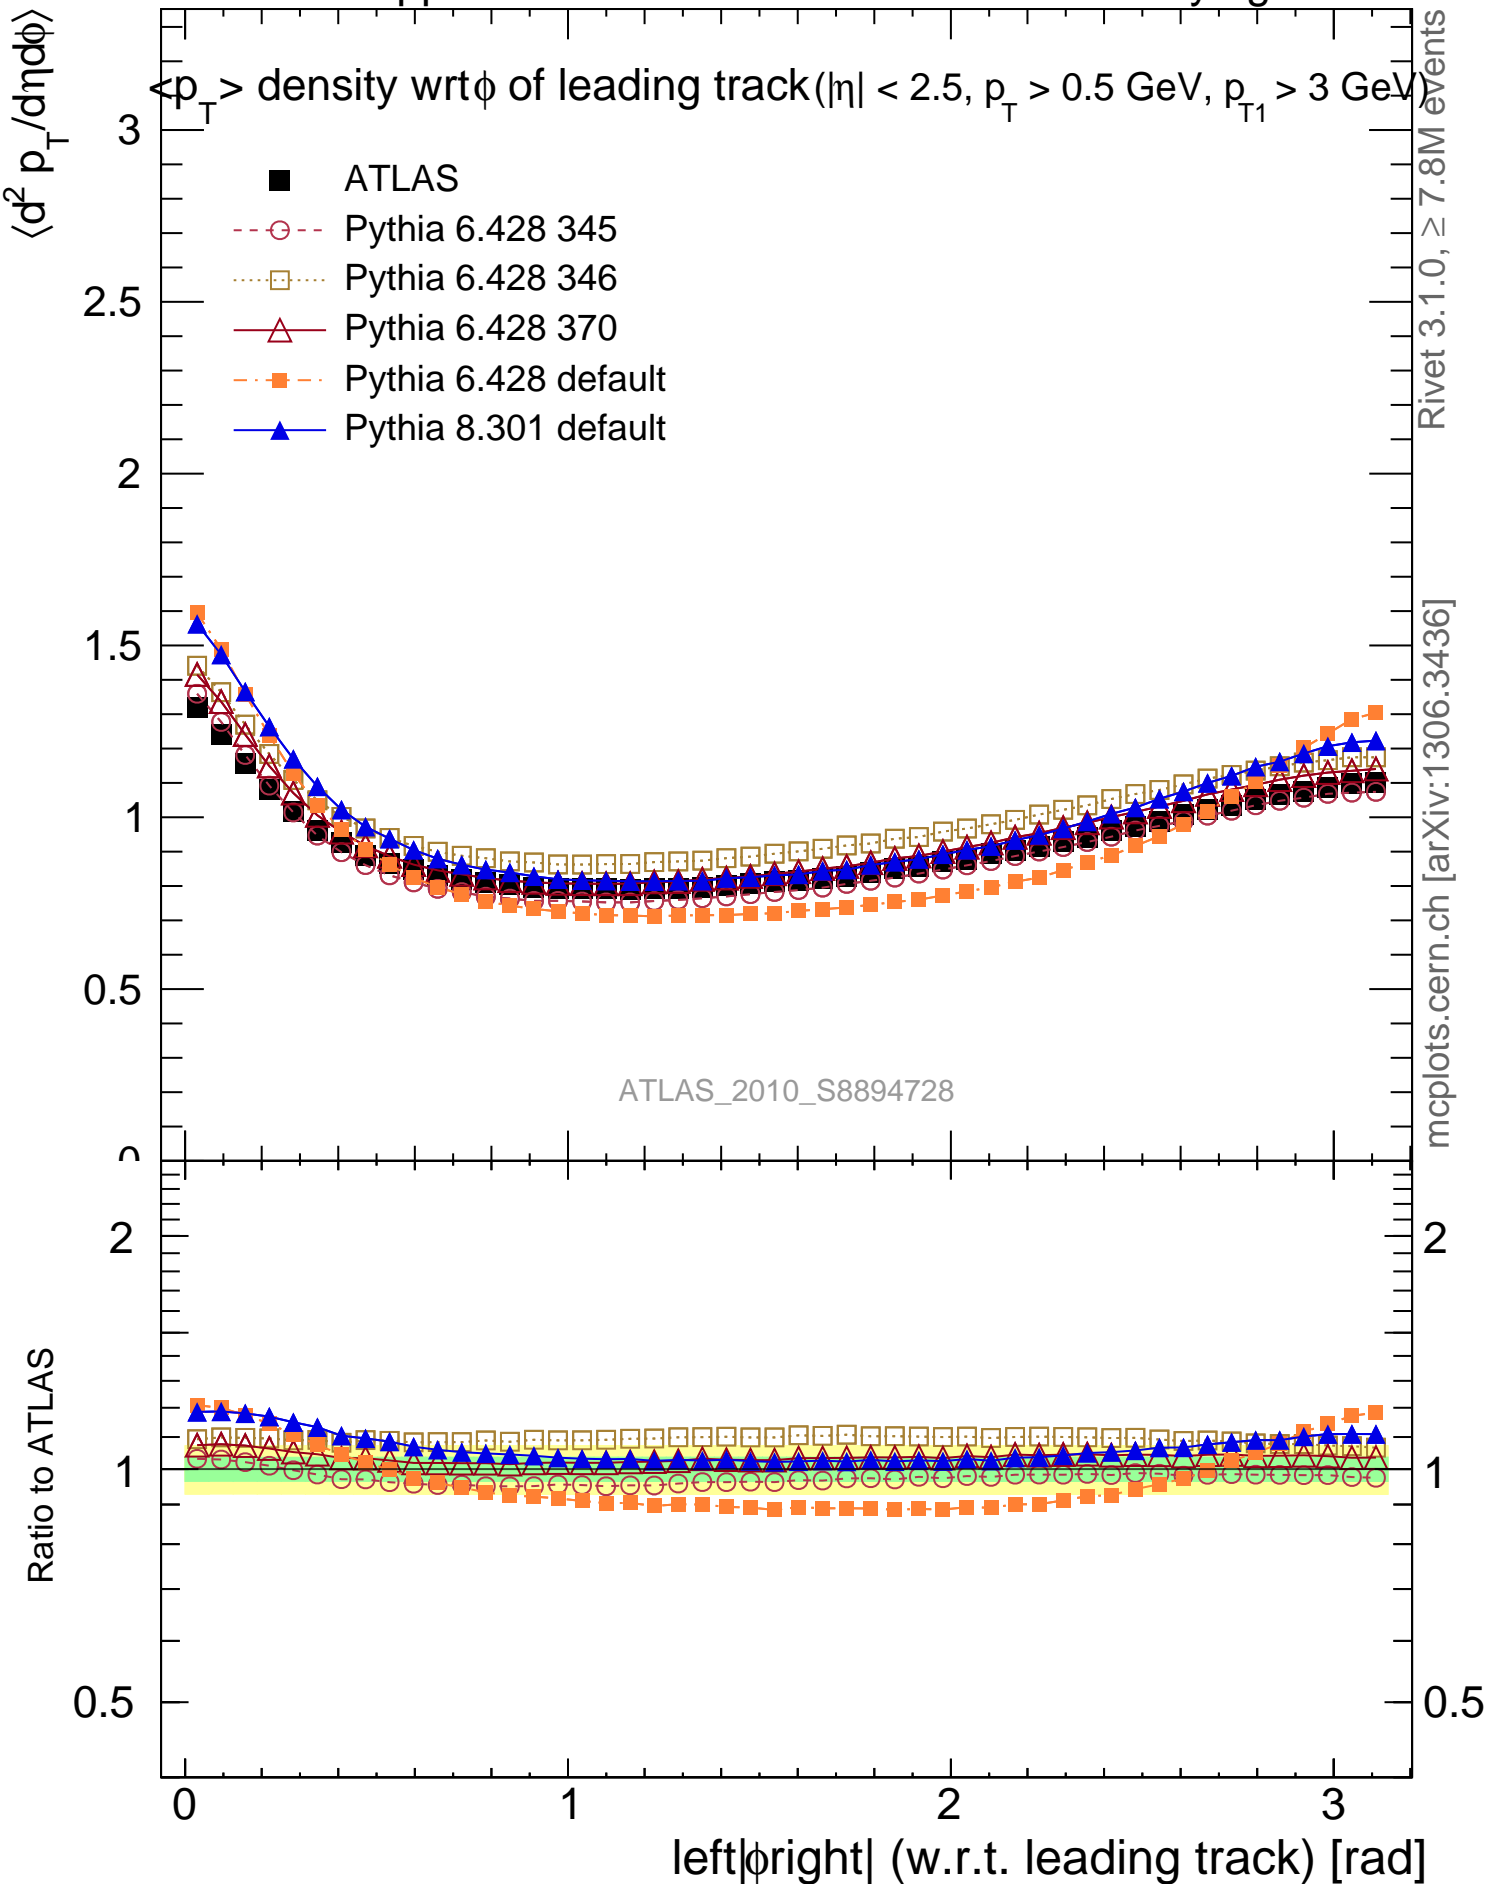 <p_T> density wrt ϕ of leading track (|η| < 2.5, p_T > 0.5 GeV, p_T1 > 3 GeV)
⟨d² p_T/dηdϕ⟩
ATLAS
Pythia 6.428 345
Pythia 6.428 346
Pythia 6.428 370
Pythia 6.428 default
Pythia 8.301 default
3
2.5
2
1.5
1
0.5
0
ATLAS_2010_S8894728
Rivet 3.1.0, ≥ 7.8M events
mcplots.cern.ch [arXiv:1306.3436]
Ratio to ATLAS
2
1
0.5
2
1
0.5
0
1
2
3
left|ϕright| (w.r.t. leading track) [rad]